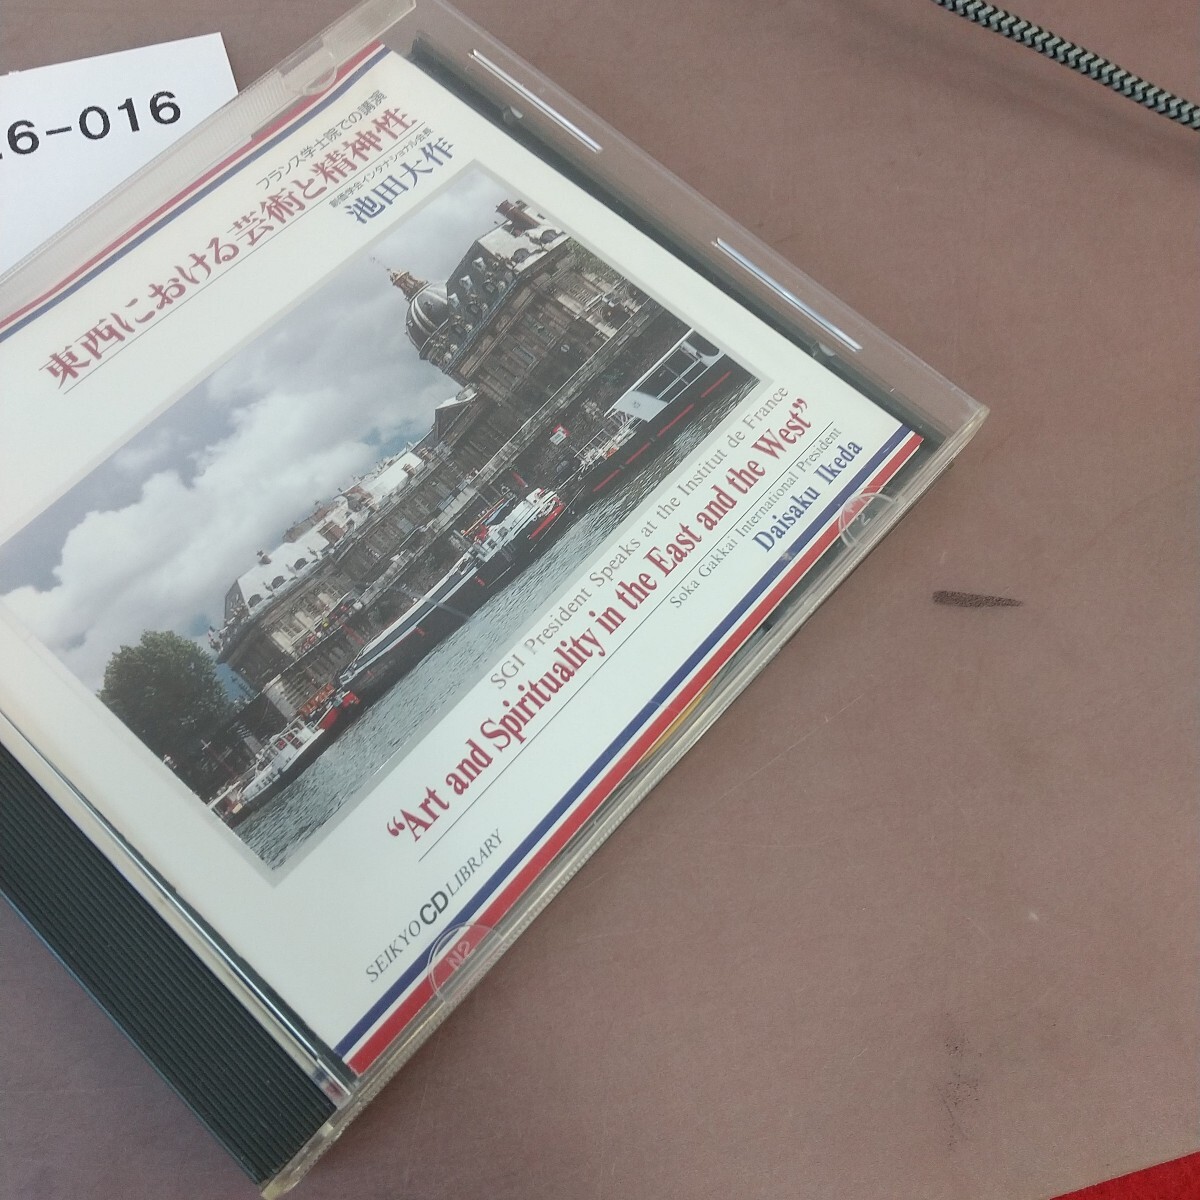 6-016
フランス学士院での講演
東西における芸術と精神性
創価学会インタナショナル会長
池田大作
SGI President Speaks at the Institut de France
“Art and Spirituality in the East and the West”
Soka Gakkai International President
Daisaku Ikeda
SEIKYO CD LIBRARY
N2